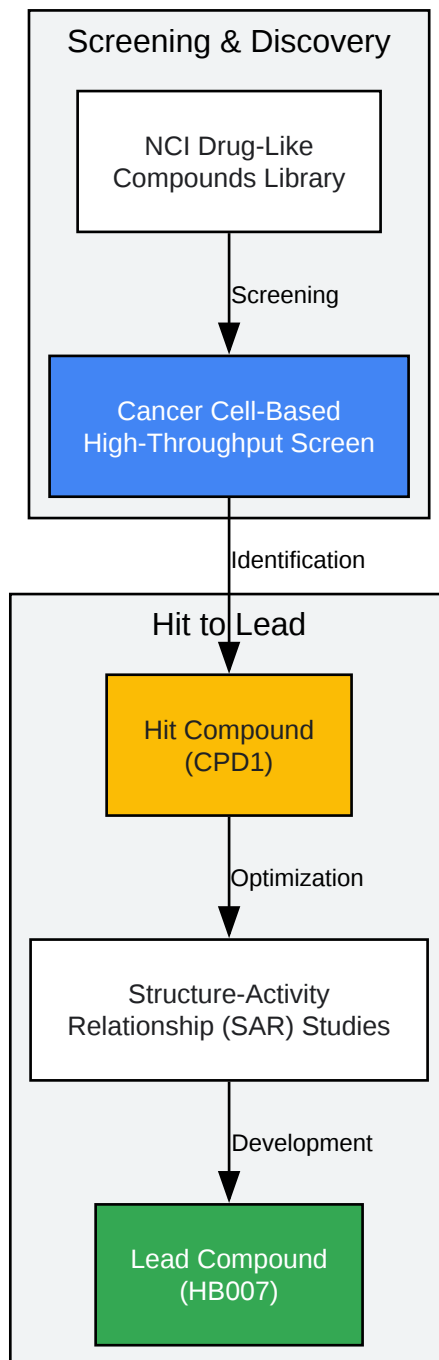 Screening & Discovery
NCI Drug-Like
Compounds Library
Screening
Cancer Cell-Based
High-Throughput Screen
Identification
Hit to Lead
Hit Compound
(CPD1)
Optimization
Structure-Activity
Relationship (SAR) Studies
Development
Lead Compound
(HB007)